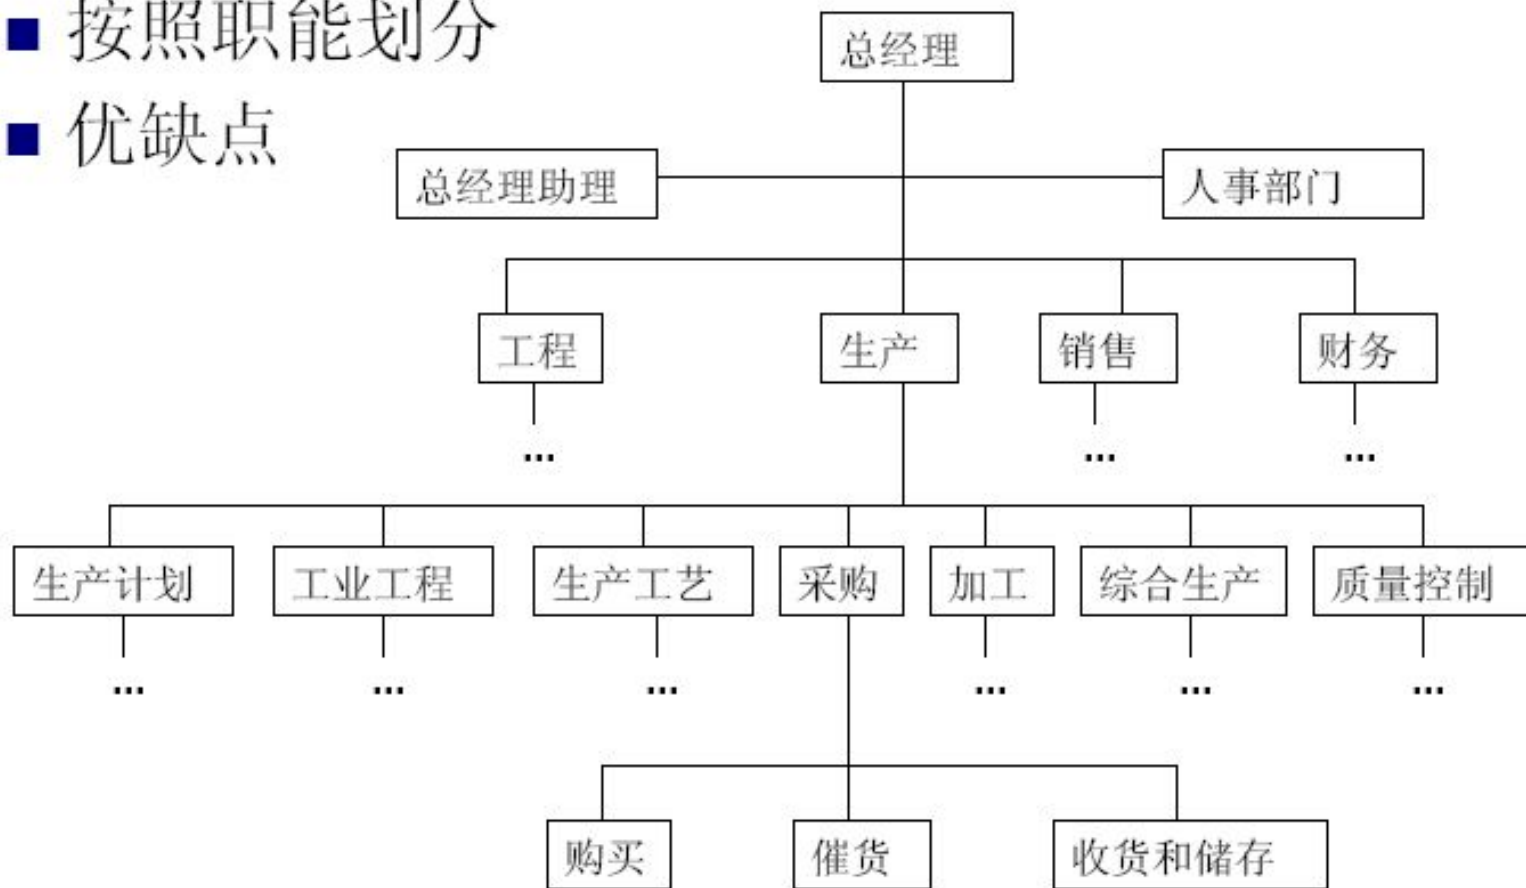 按照职能划分
优缺点
总经理
总经理助理
人事部门
工程
生产
销售
财务
...
...
...
生产计划
工业工程
生产工艺
采购
加工
综合生产
质量控制
...
...
...
...
...
...
购买
催货
收货和储存